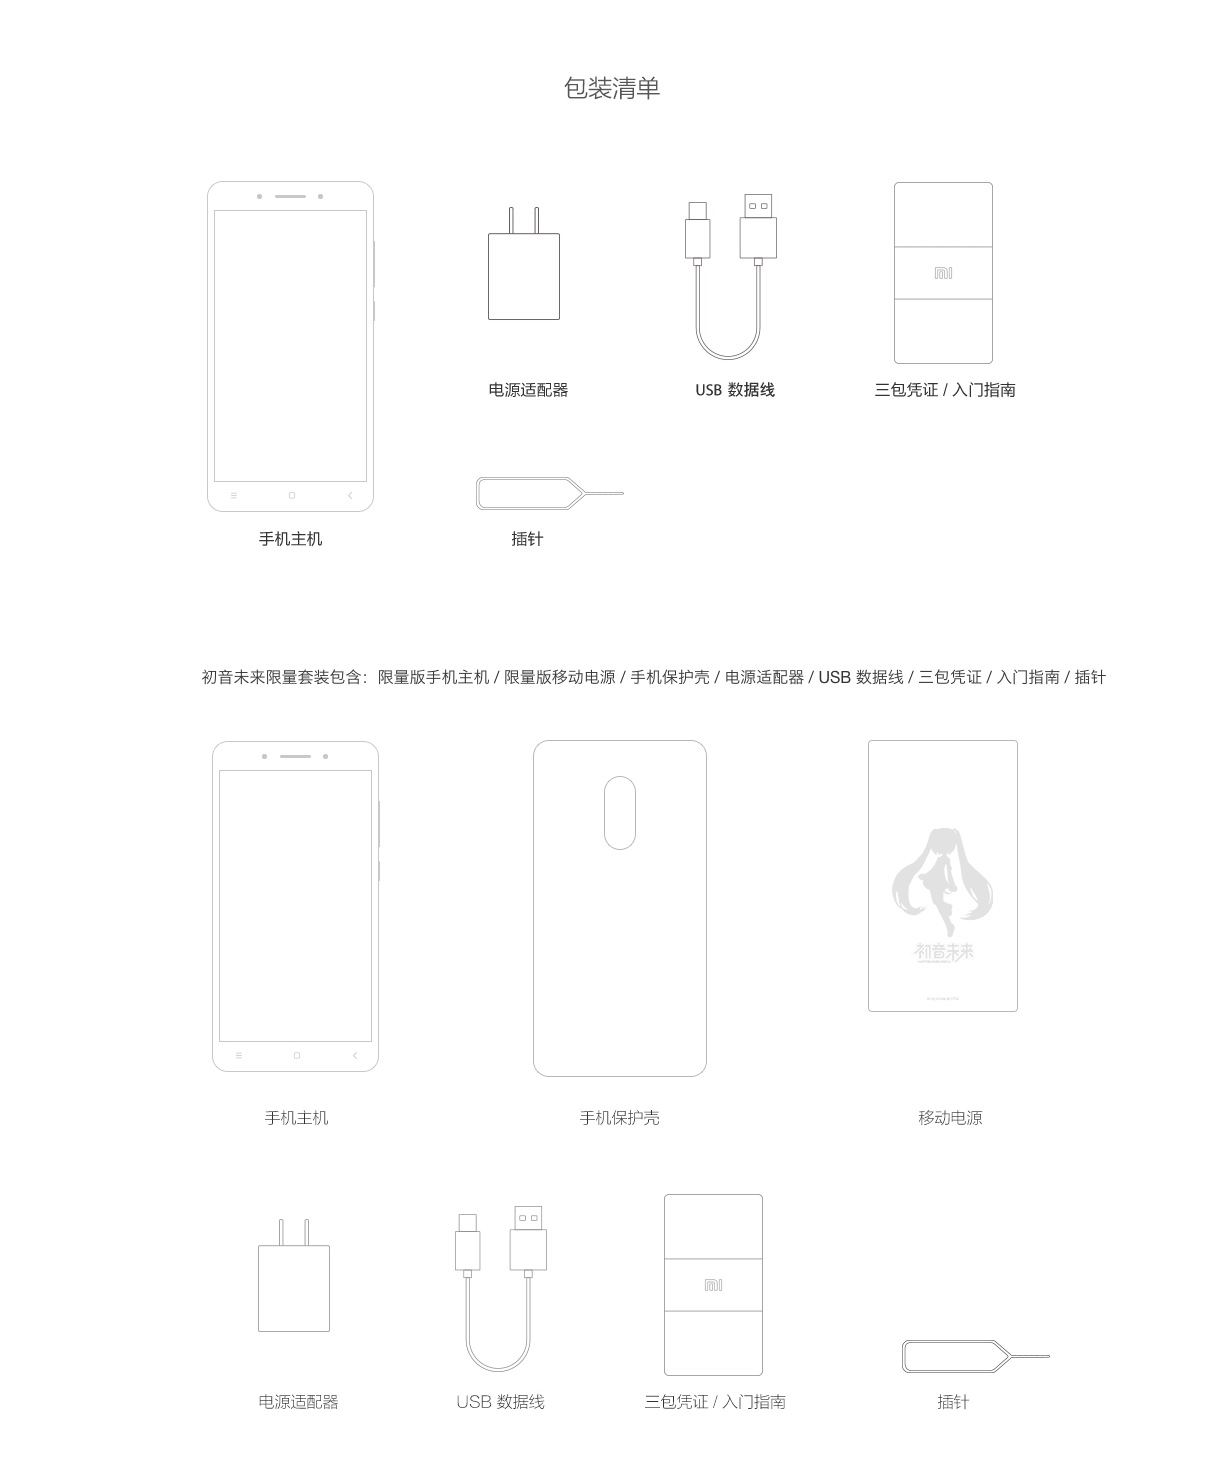 包装清单
mi
电源适配器
USB 数据线
三包凭证 / 入门指南
手机主机
插针
初音未来限量套装包含：限量版手机主机 / 限量版移动电源 / 手机保护壳 / 电源适配器 / USB 数据线 / 三包凭证 / 入门指南 / 插针
初音未来
手机主机
手机保护壳
移动电源
mi
电源适配器
USB 数据线
三包凭证 / 入门指南
插针